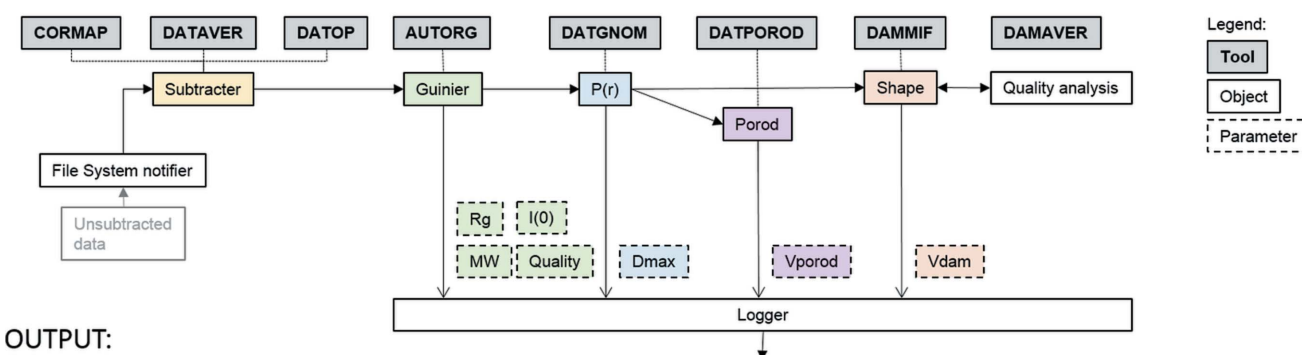 CORMAP DATAVER DATOP AUTORG DATGNOM DATPOROD DAMMIF DAMAVER
Legend:
Tool
Object
Parameter
Subtracter Guinier P(r) Shape Quality analysis
Porod
File System notifier
Unsubtracted
data
Rg I(0)
MW Quality Dmax Vporod Vdam
Logger
OUTPUT: